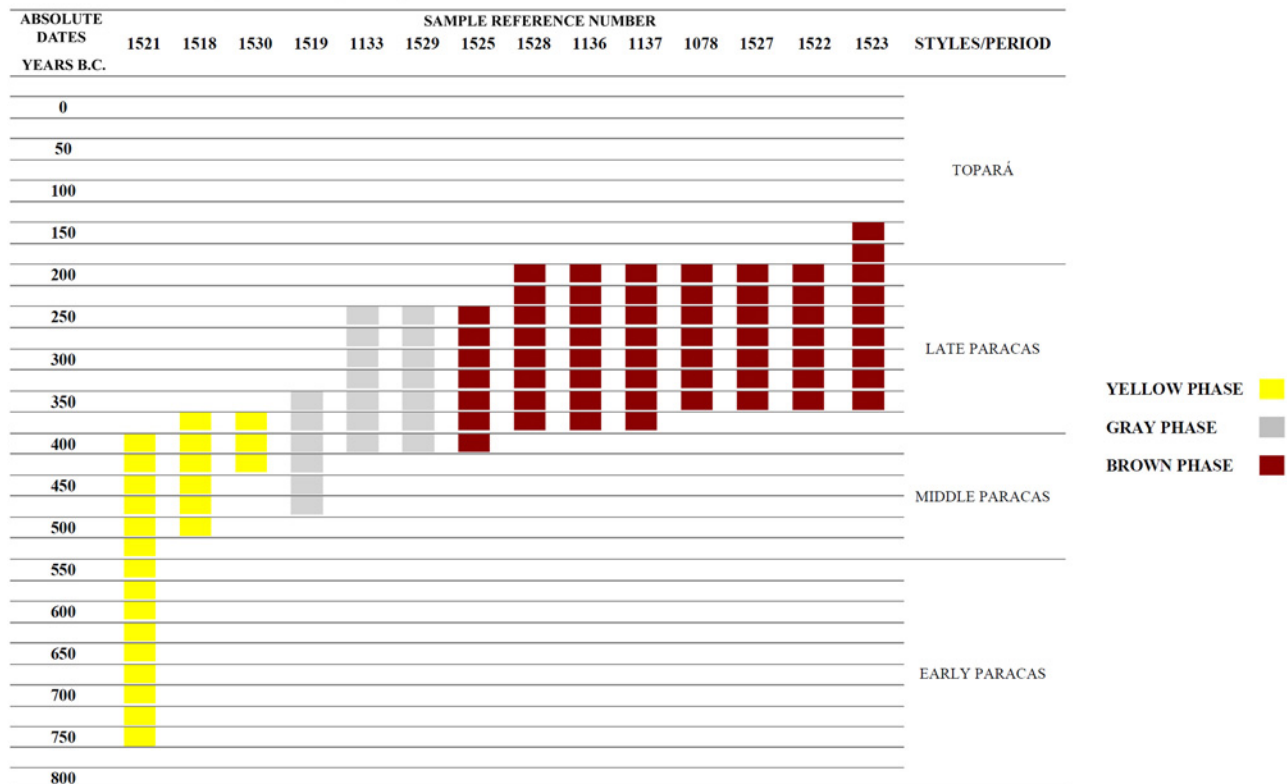 ABSOLUTE DATES YEARS B.C.
SAMPLE REFERENCE NUMBER
1521 1518 1530 1519 1133 1529 1525 1528 1136 1137 1078 1527 1522 1523 STYLES/PERIOD
0
50
100
TOPARÁ
150
200
250
300
LATE PARACAS
350
400
450
MIDDLE PARACAS
500
550
600
650
EARLY PARACAS
700
750
800
YELLOW PHASE
GRAY PHASE
BROWN PHASE